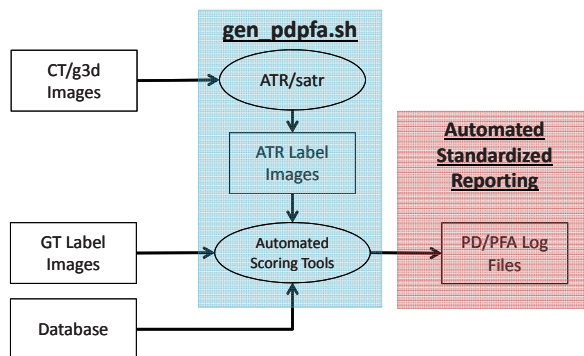 gen_pdpfa.sh
CT/g3d
Images
ATR/satr
ATR Label
Images
Automated
Standardized
Reporting
GT Label
Images
Automated
Scoring Tools
PD/PFA Log
Files
Database